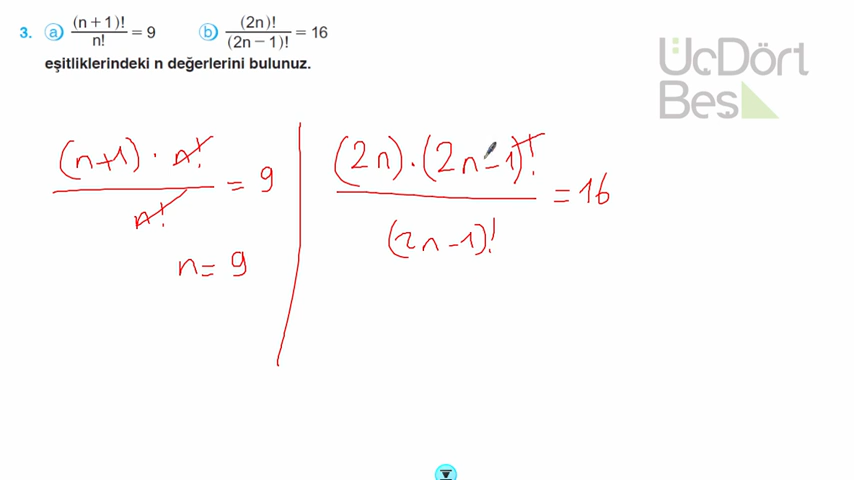 3. a (n+1)!/n! = 9 b (2n)!/(2n−1)! = 16
eşitliklerindeki n değerlerini bulunuz.
ÜçDört
Beş
(n+1) · n!/n! = 9
n = 9
(2n) · (2n−1)!/(2n−1)! = 16